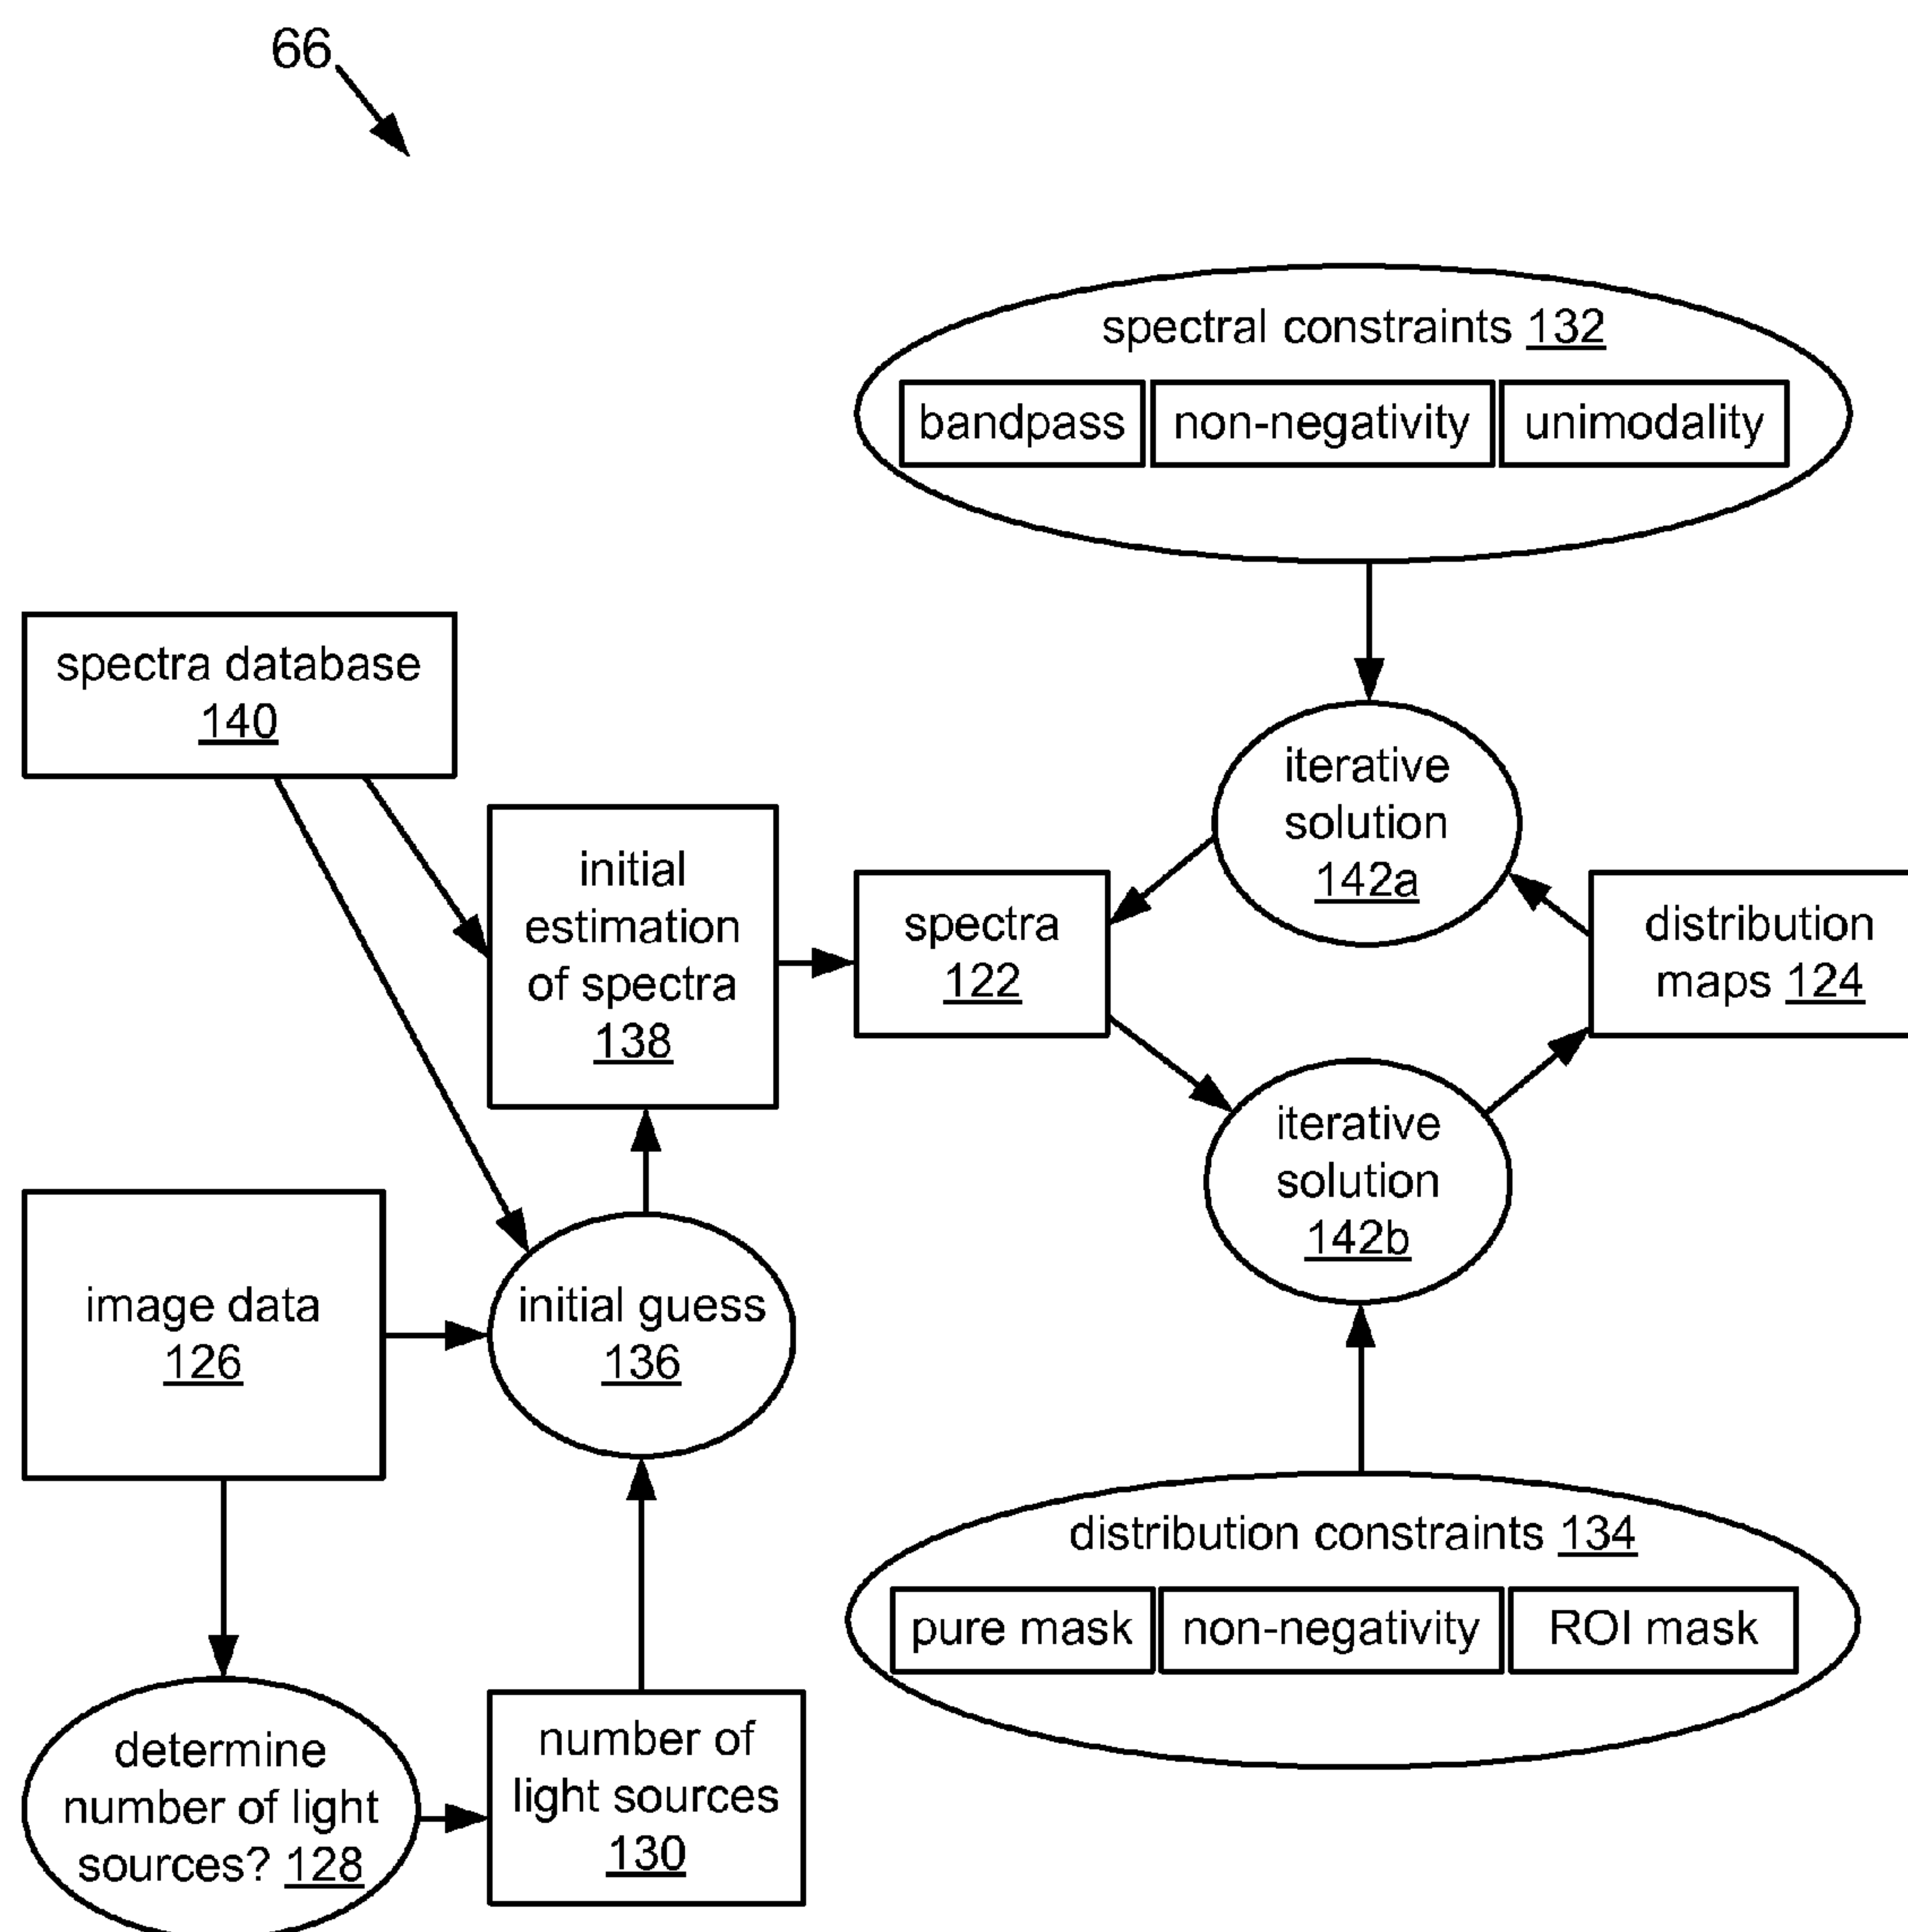 66
spectral constraints 132
bandpass
non-negativity
unimodality
spectra database
140
iterative
solution
142a
initial
estimation
of spectra
138
spectra
122
distribution
maps 124
iterative
solution
142b
image data
126
initial guess
136
distribution constraints 134
pure mask
non-negativity
ROI mask
determine
number of light
sources? 128
number of
light sources
130